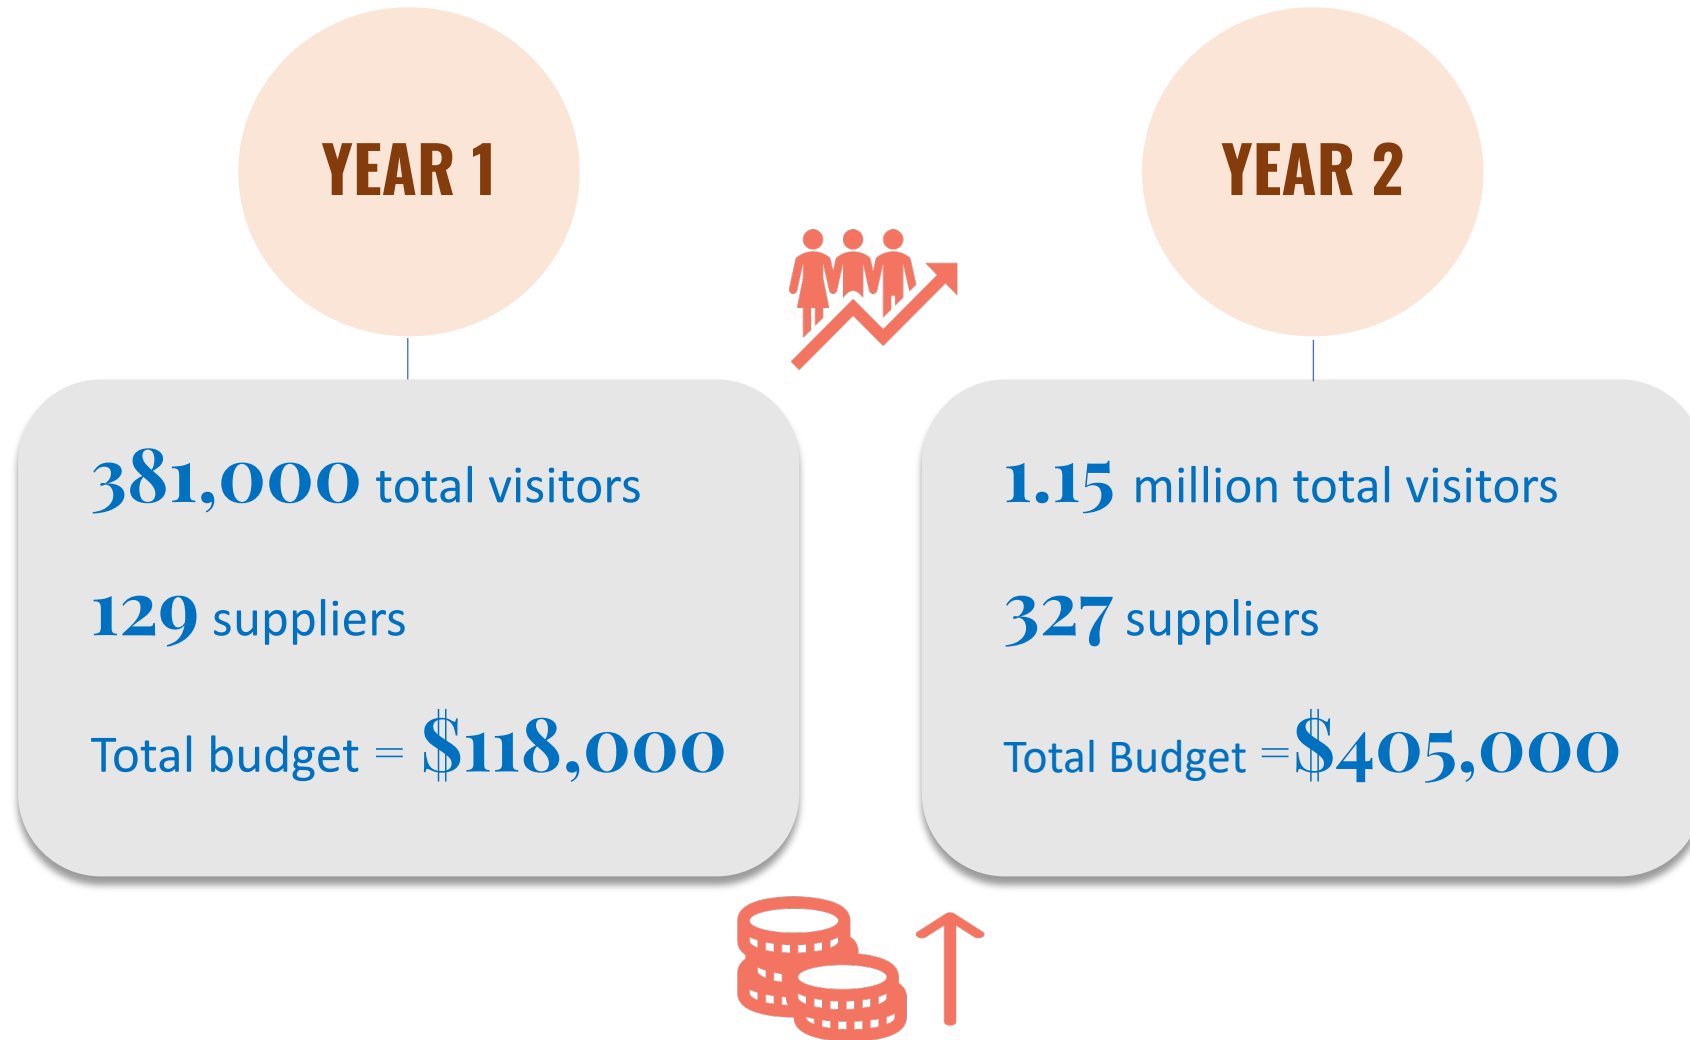 YEAR 1
381,000 total visitors
129 suppliers
Total budget = $118,000
YEAR 2
1.15 million total visitors
327 suppliers
Total Budget =$405,000